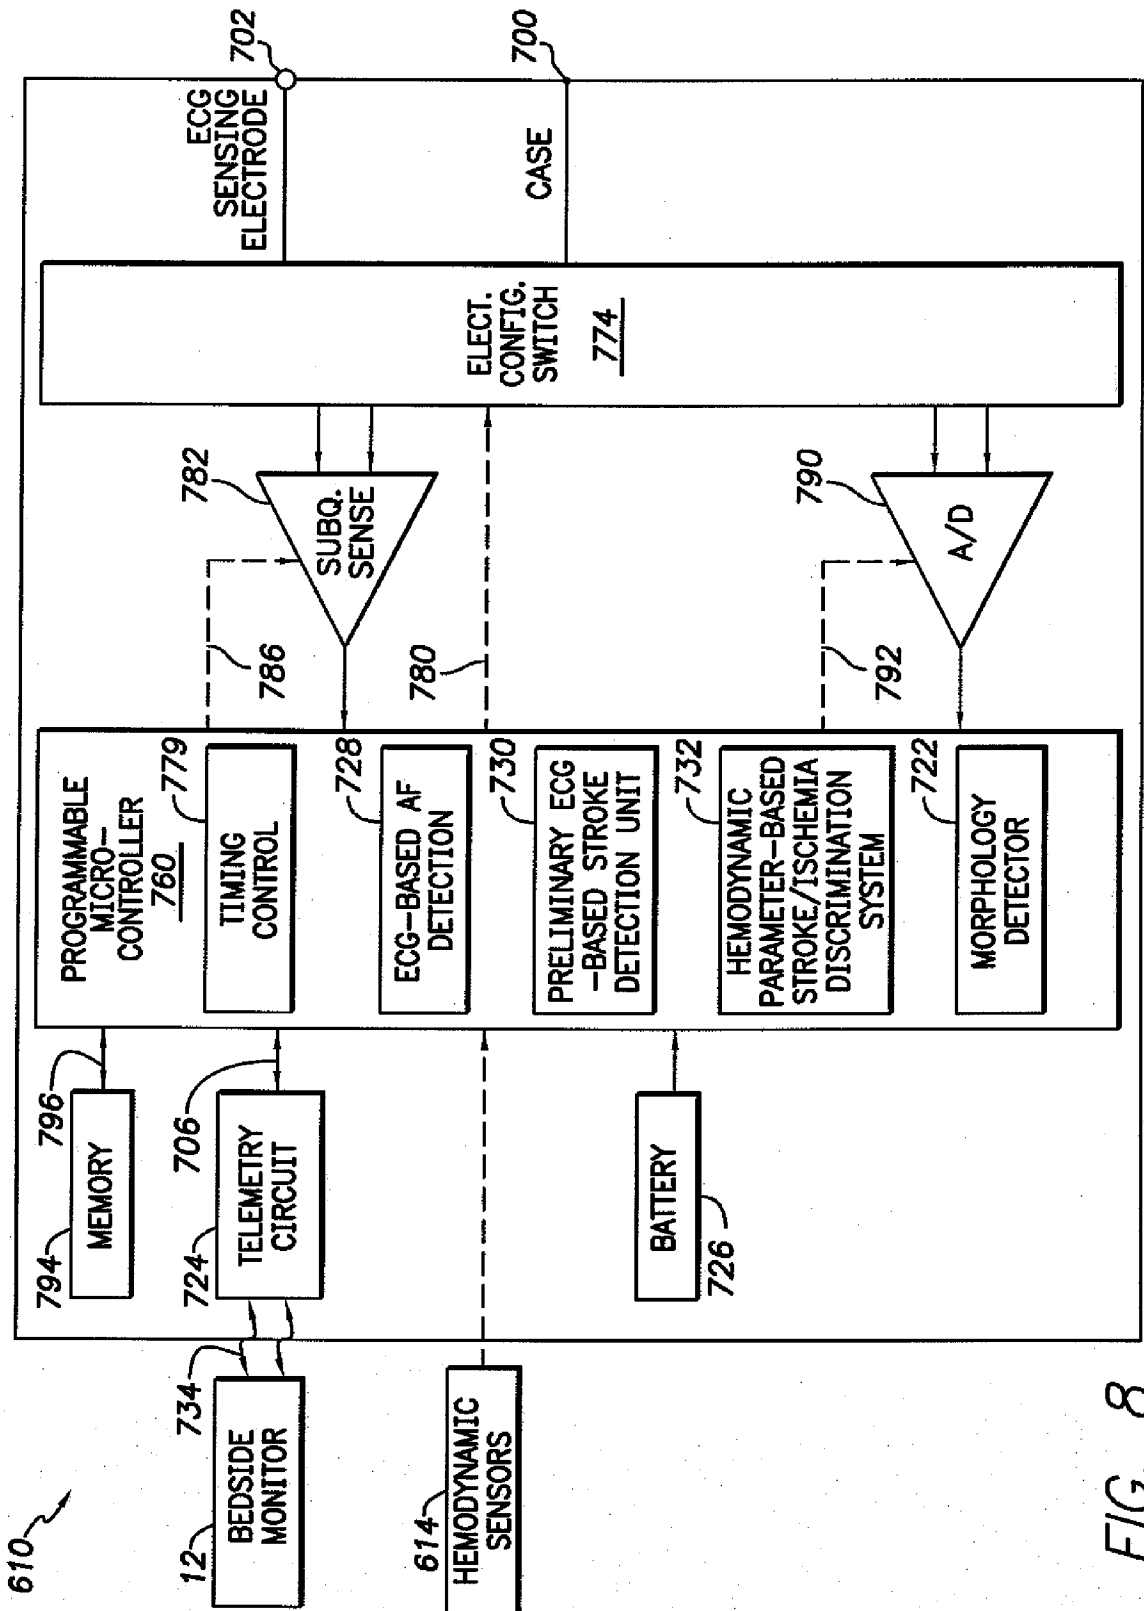 610
12
BEDSIDE
MONITOR
734
614
HEMODYNAMIC
SENSORS
794
MEMORY
796
724
TELEMETRY
CIRCUIT
706
BATTERY
726
PROGRAMMABLE
MICRO-
CONTROLLER
760
779
TIMING
CONTROL
728
ECG-BASED AF
DETECTION
730
PRELIMINARY ECG
-BASED STROKE
DETECTION UNIT
732
HEMODYNAMIC
PARAMETER-BASED
STROKE/ISCHEMIA
DISCRIMINATION
SYSTEM
722
MORPHOLOGY
DETECTOR
786
782
SUBQ.
SENSE
780
792
790
A/D
ELECT.
CONFIG.
SWITCH
774
ECG
SENSING
ELECTRODE
702
CASE
700
FIG. 8